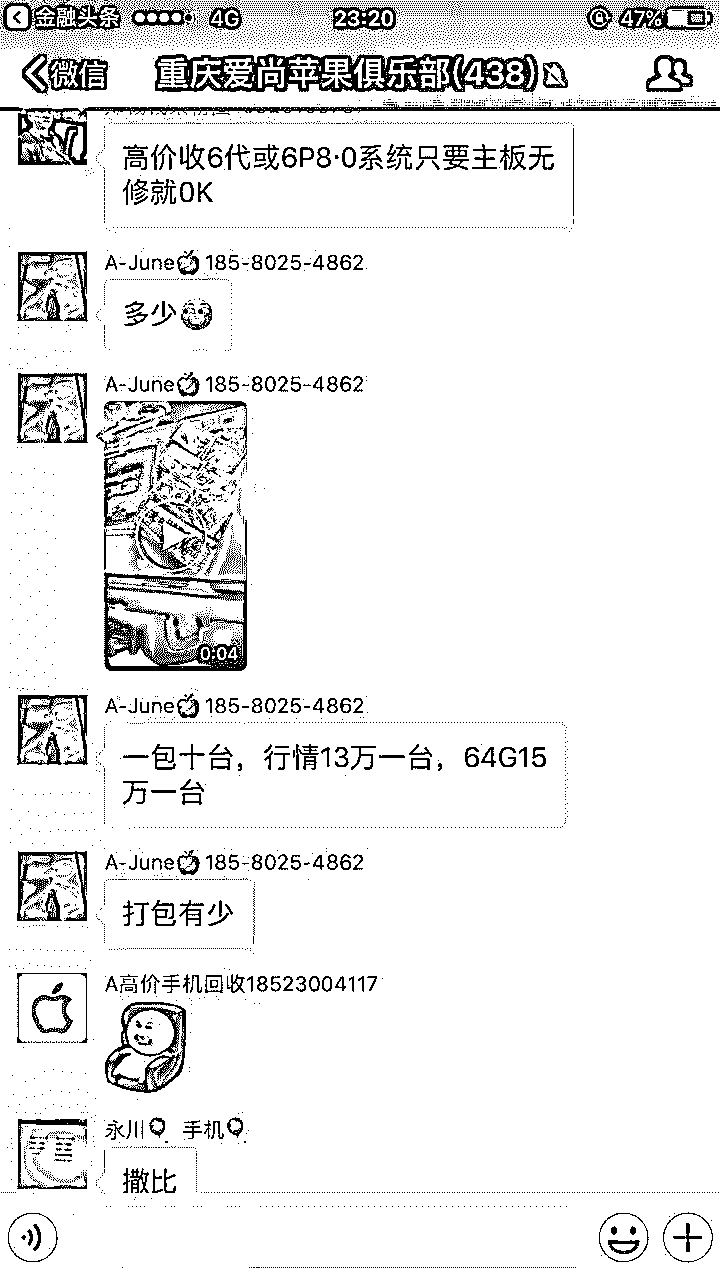 金融头条 4G 23:20 47%
微信 重庆爱尚苹果俱乐部(438)
高价收6代或6P8·0系统只要主板无
修就0K
A-June 185-8025-4862
多少
A-June 185-8025-4862
0:04
A-June 185-8025-4862
一包十台，行情13万一台，64G15
万一台
A-June 185-8025-4862
打包有少
A高价手机回收18523004117
永川 手机
撒比